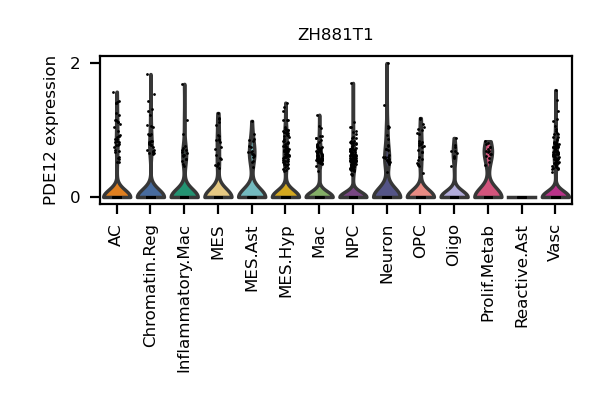 ZH881T1
PDE12 expression
2
0
AC
Chromatin.Reg
Inflammatory.Mac
MES
MES.Ast
MES.Hyp
Mac
NPC
Neuron
OPC
Oligo
Prolif.Metab
Reactive.Ast
Vasc